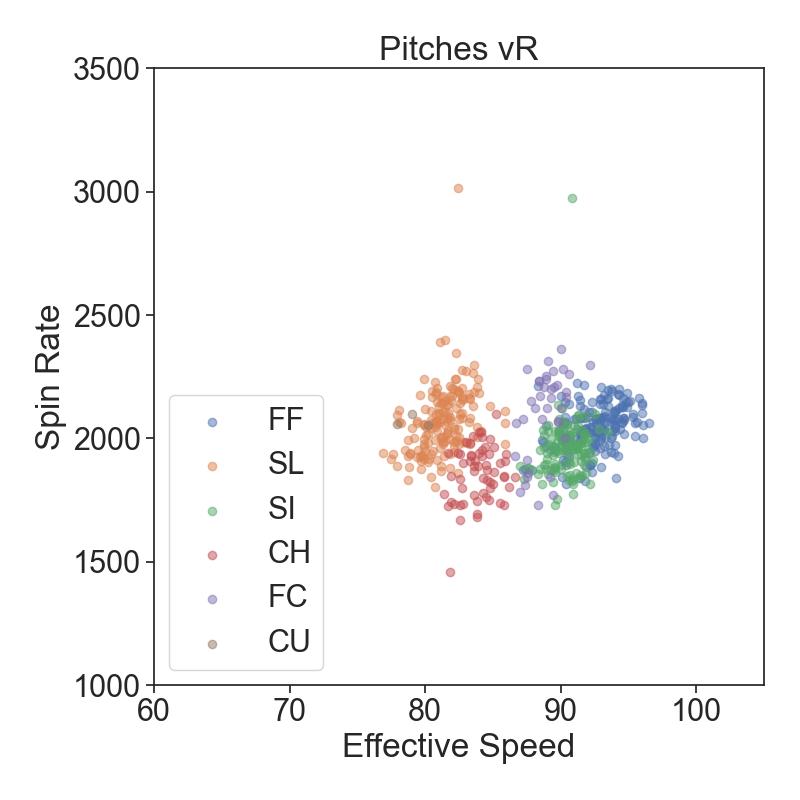 Pitches vR
3500
3000
2500
2000
1500
1000
Spin Rate
FF
SL
SI
CH
FC
CU
60 70 80 90 100
Effective Speed